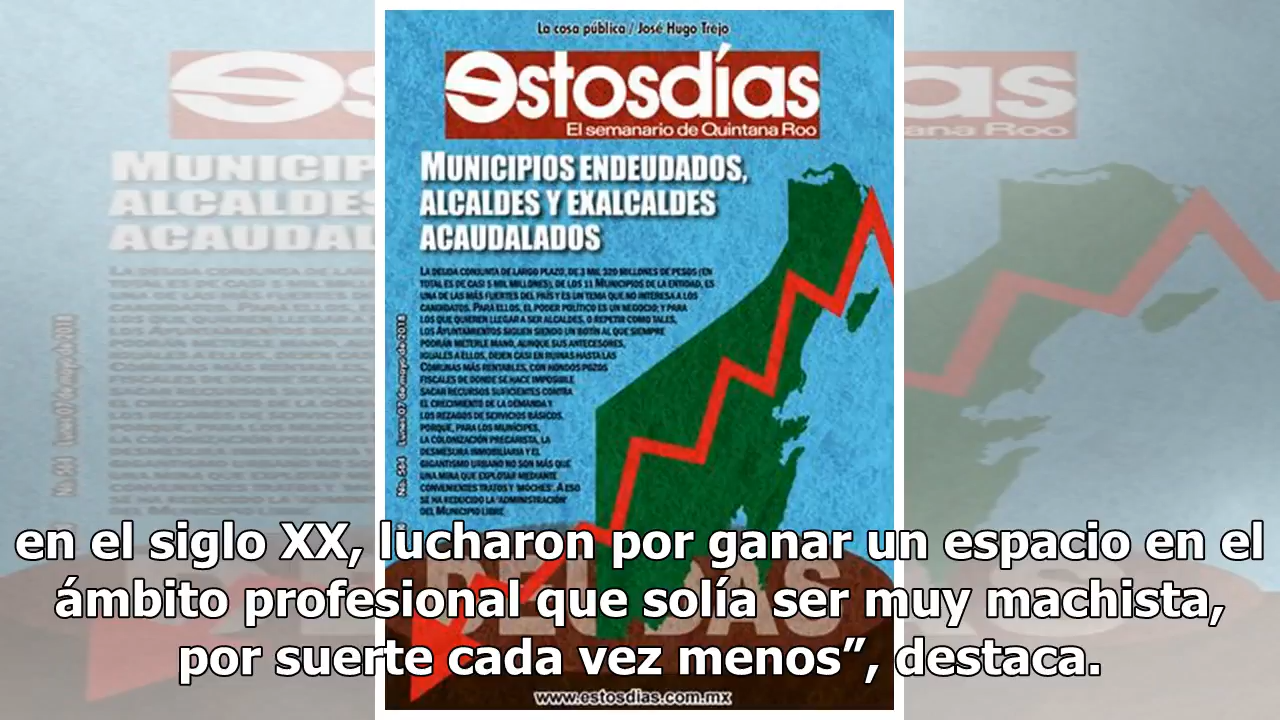 La cosa pública / José Hugo Trejo
estosdías
El semanario de Quintana Roo
MUNICIPIOS ENDEUDADOS,
ALCALDES Y EXALCALDES
ACAUDALADOS
LA DEUDA CONJUNTA DE LARGO PLAZO, DE 3 MIL 320 MILLONES DE PESOS (EN
TOTAL ES DE CASI 5 MIL MILLONES), DE LOS 11 MUNICIPIOS DE LA ENTIDAD, ES
UNA DE LAS MÁS FUERTES DEL PAÍS Y ES UN TEMA QUE NO INTERESA A LOS
CANDIDATOS. PARA ELLOS, EL PODER POLÍTICO ES UN NEGOCIO; Y PARA
LOS QUE QUIEREN LLEGAR A SER ALCALDES, O REPETIR COMO TALES,
LOS AYUNTAMIENTOS SIGUEN SIENDO UN BOTÍN AL QUE SIEMPRE
PODRÁN METERLE MANO, AUNQUE SUS ANTECESORES,
IGUALES A ELLOS, DEJEN CASI EN RUINAS HASTA LAS
COMUNAS MÁS RENTABLES, CON HONDOS POZOS
FISCALES DE DONDE SE HACE IMPOSIBLE
SACAR RECURSOS SUFICIENTES CONTRA
EL CRECIMIENTO DE LA DEMANDA Y
LOS REZAGOS DE SERVICIOS BÁSICOS.
PORQUE, PARA LOS MUNÍCIPES,
LA COLONIZACIÓN PRECARISTA, LA
DESMESURA INMOBILIARIA Y EL
GIGANTISMO URBANO NO SON MÁS QUE
UNA MINA QUE EXPLOTAR MEDIANTE
CONVENIENTES TRATOS Y 'MOCHES'. A ESO
SE HA REDUCIDO LA 'ADMINISTRACIÓN'
DEL MUNICIPIO LIBRE
No. 584 Lunes 07 de mayo de 2018
DEUDAS
en el siglo XX, lucharon por ganar un espacio en el
ámbito profesional que solía ser muy machista,
por suerte cada vez menos”, destaca.
www.estosdias.com.mx